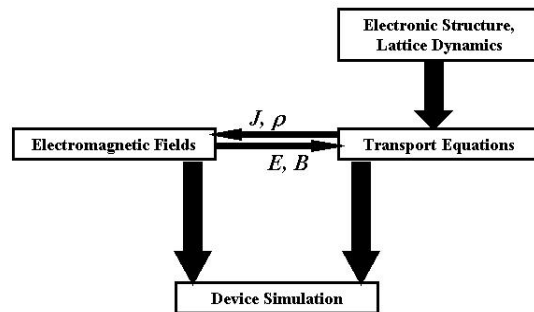 Electronic Structure,
Lattice Dynamics
J, ρ
Electromagnetic Fields
Transport Equations
E, B
Device Simulation